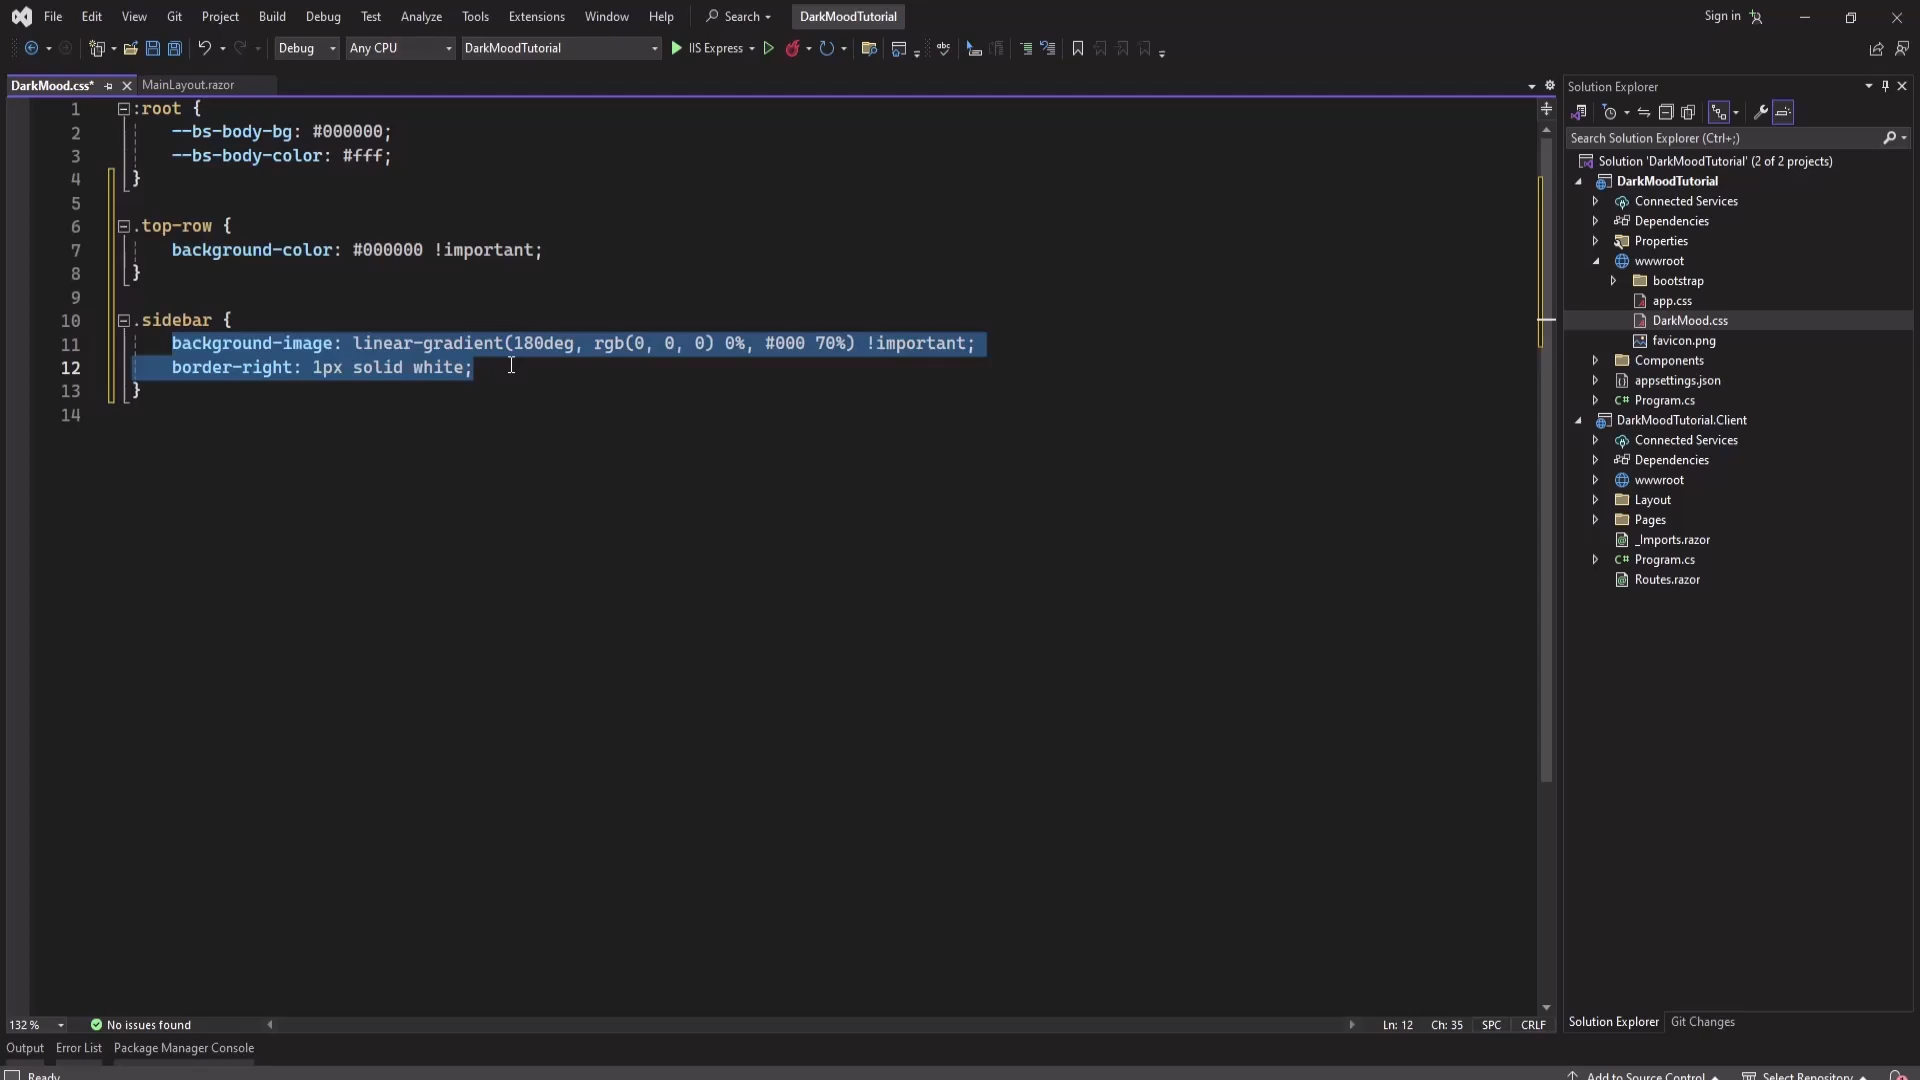 File Edit View Git Project Build Debug Test Analyze Tools Extensions Window Help Search DarkMoodTutorial Sign in
Debug Any CPU DarkMoodTutorial IIS Express
DarkMood.css* MainLayout.razor
1 :root {
2 --bs-body-bg: #000000;
3 --bs-body-color: #fff;
4 }
5
6 .top-row {
7 background-color: #000000 !important;
8 }
9
10 .sidebar {
11 background-image: linear-gradient(180deg, rgb(0, 0, 0) 0%, #000 70%) !important;
12 border-right: 1px solid white;
13 }
14
132 % No issues found Ln: 12 Ch: 35 SPC CRLF
Output Error List Package Manager Console
Ready Add to Source Control Select Repository
Solution Explorer
Search Solution Explorer (Ctrl+;)
Solution 'DarkMoodTutorial' (2 of 2 projects)
DarkMoodTutorial
Connected Services
Dependencies
Properties
wwwroot
bootstrap
app.css
DarkMood.css
favicon.png
Components
appsettings.json
C# Program.cs
DarkMoodTutorial.Client
Connected Services
Dependencies
wwwroot
Layout
Pages
_Imports.razor
C# Program.cs
Routes.razor
Solution Explorer Git Changes